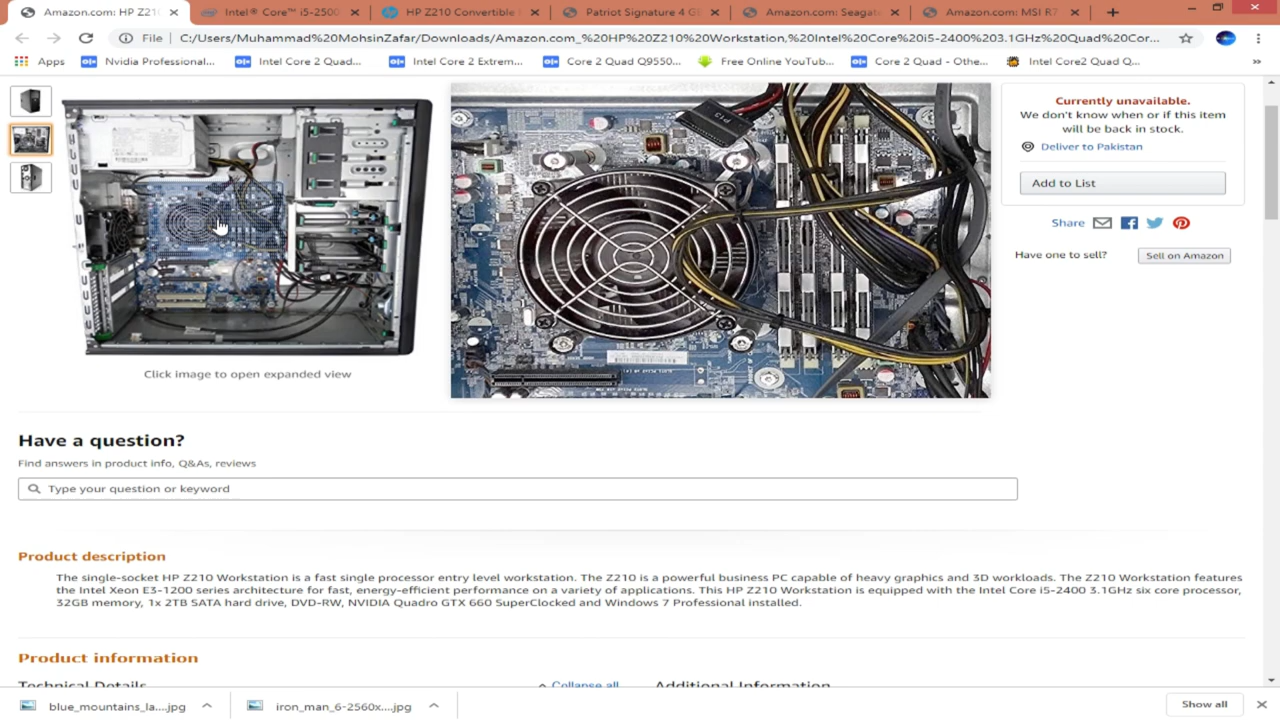 Amazon.com: HP Z210
Intel® Core™ i5-2500
HP Z210 Convertible
Patriot Signature 4 G
Amazon.com: Seagate
Amazon.com: MSI R7
File
C:/Users/Muhammad%20MohsinZafar/Downloads/Amazon.com_%20HP%20Z210%20Workstation,%20Intel%20Core%20i5-2400%203.1GHz%20Quad%20Cor...
Apps
Nvidia Professional...
Intel Core 2 Quad...
Intel Core 2 Extrem...
Core 2 Quad Q9550...
Free Online YouTub...
Core 2 Quad - Othe...
Intel Core2 Quad Q...
Currently unavailable.
We don't know when or if this item
will be back in stock.
Deliver to Pakistan
Add to List
Share
Have one to sell?
Sell on Amazon
P15
Click image to open expanded view
Have a question?
Find answers in product info, Q&As, reviews
Type your question or keyword
Product description
The single-socket HP Z210 Workstation is a fast single processor entry level workstation. The Z210 is a powerful business PC capable of heavy graphics and 3D workloads. The Z210 Workstation features
the Intel Xeon E3-1200 series architecture for fast, energy-efficient performance on a variety of applications. This HP Z210 Workstation is equipped with the Intel Core i5-2400 3.1GHz six core processor,
32GB memory, 1x 2TB SATA hard drive, DVD-RW, NVIDIA Quadro GTX 660 SuperClocked and Windows 7 Professional installed.
Product information
Technical Details
Collapse all
Additional Information
blue_mountains_la....jpg
iron_man_6-2560x....jpg
Show all